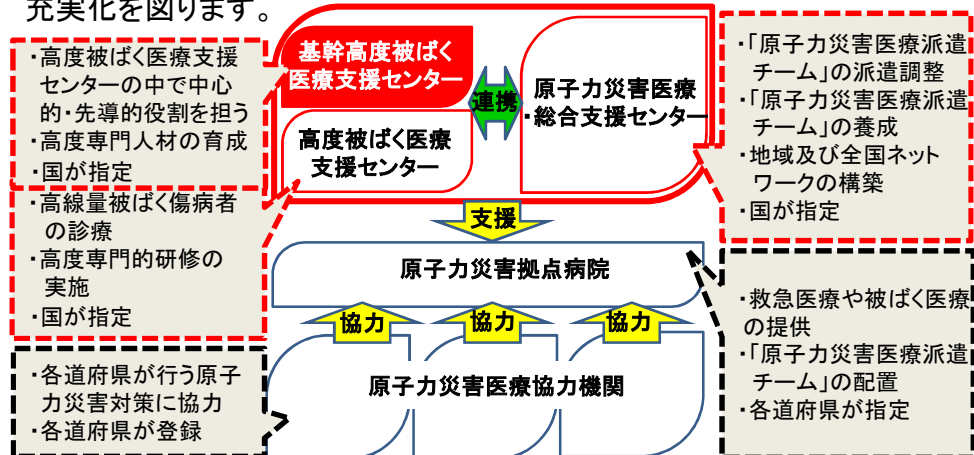 充実化を図ります。
・高度被ばく医療支援
センターの中で中心
的・先導的役割を担う
・高度専門人材の育成
・国が指定
・高線量被ばく傷病者
の診療
・高度専門的研修の
実施
・国が指定
・各道府県が行う原子
力災害対策に協力
・各道府県が登録
基幹高度被ばく
医療支援センター
高度被ばく医療
支援センター
連携
原子力災害医療
・総合支援センター
支援
原子力災害拠点病院
協力
協力
協力
原子力災害医療協力機関
・「原子力災害医療派遣
チーム」の派遣調整
・「原子力災害医療派遣
チーム」の養成
・地域及び全国ネット
ワークの構築
・国が指定
・救急医療や被ばく医療
の提供
・「原子力災害医療派遣
チーム」の配置
・各道府県が指定